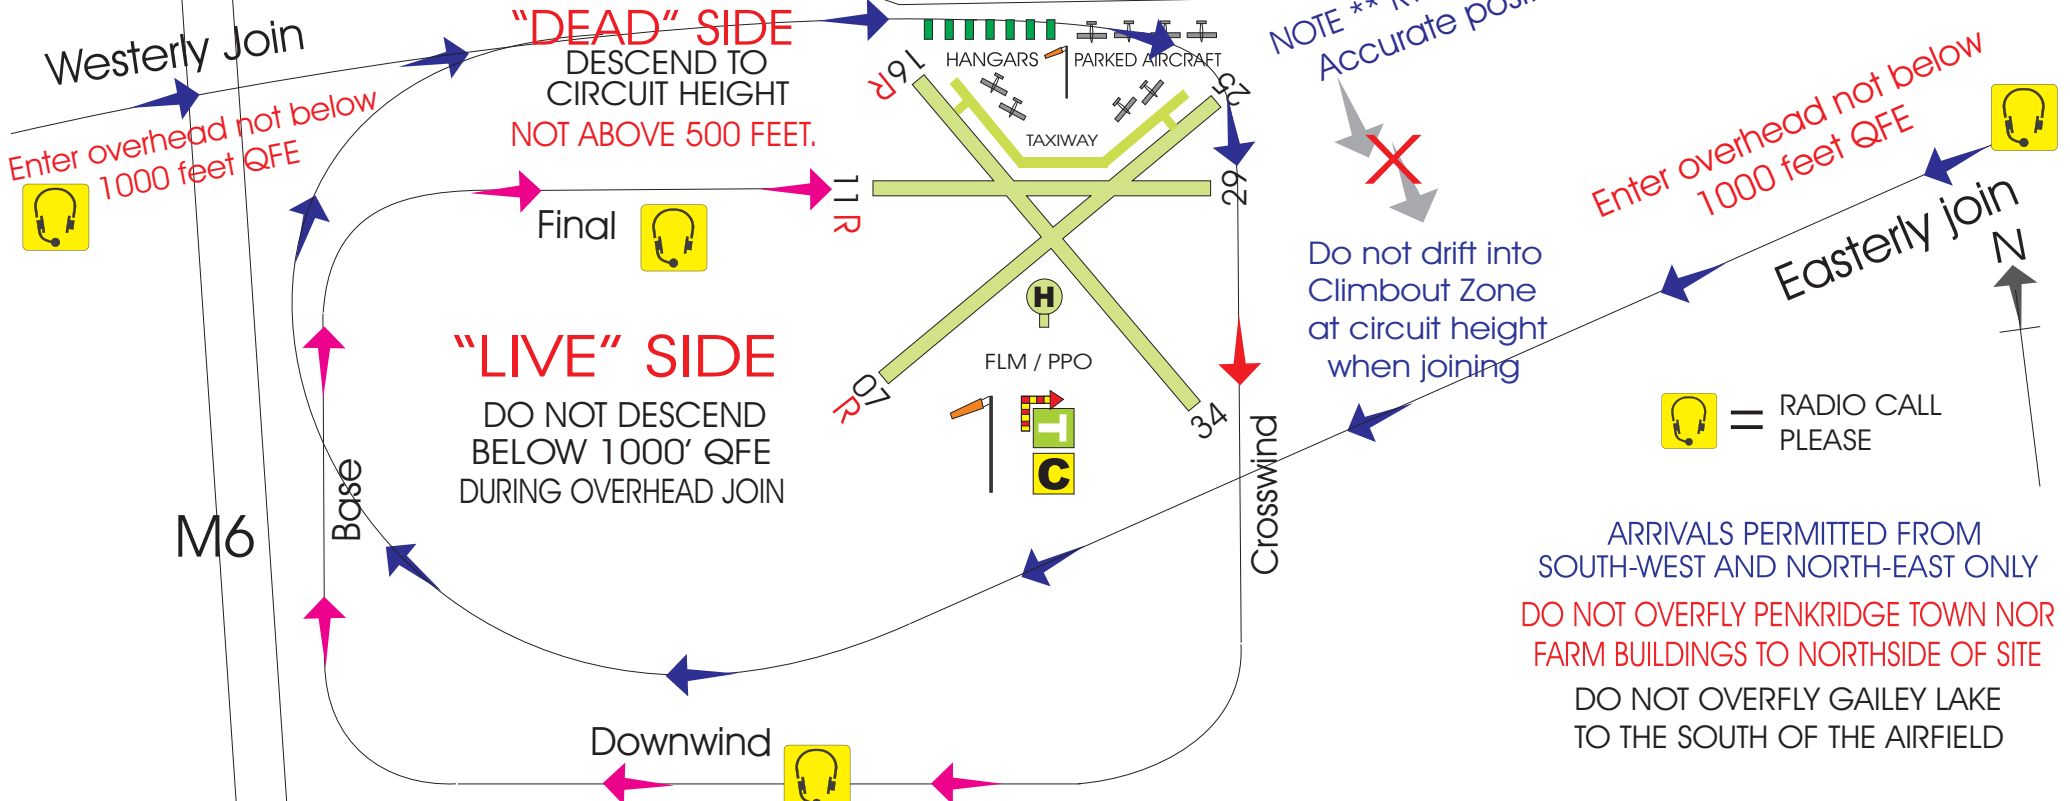 Westerly Join
Enter overhead not below
1000 feet QFE
"DEAD" SIDE
DESCEND TO
CIRCUIT HEIGHT
NOT ABOVE 500 FEET.
HANGARS
PARKED AIRCRAFT
16
R
25
TAXIWAY
11
R
29
Final
NOTE **
Accurate
Enter overhead not below
1000 feet QFE
Easterly join
N
Do not drift into
Climbout Zone
at circuit height
when joining
H
"LIVE" SIDE
DO NOT DESCEND
BELOW 1000' QFE
DURING OVERHEAD JOIN
FLM / PPO
07
R
34
T
C
Base
Crosswind
M6
Downwind
= RADIO CALL
PLEASE
ARRIVALS PERMITTED FROM
SOUTH-WEST AND NORTH-EAST ONLY
DO NOT OVERFLY PENKRIDGE TOWN NOR
FARM BUILDINGS TO NORTHSIDE OF SITE
DO NOT OVERFLY GAILEY LAKE
TO THE SOUTH OF THE AIRFIELD